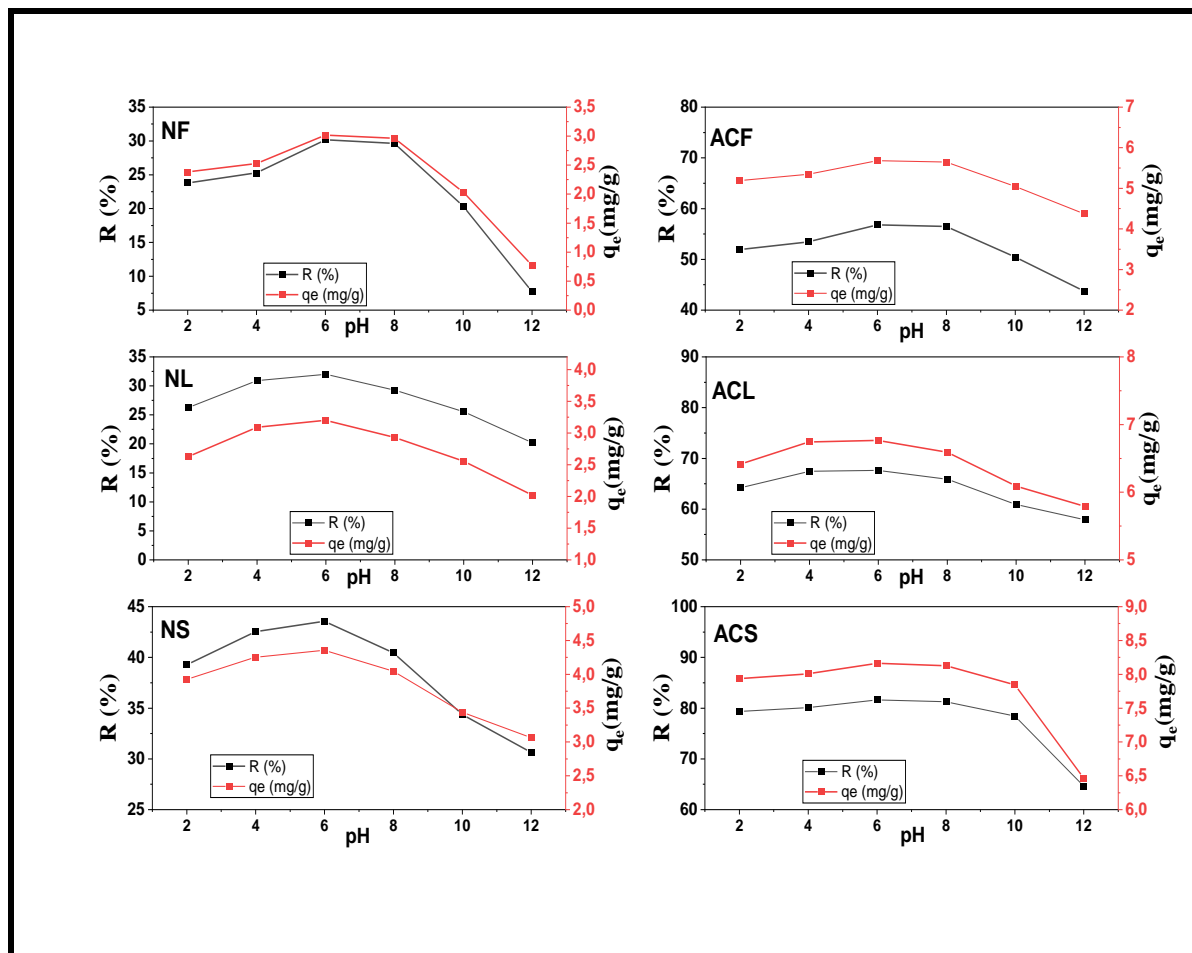 NF
R (%)
35
30
25
20
15
10
5
3,5
3,0
2,5
2,0
1,5
1,0
0,5
0,0
qe(mg/g)
R (%)
qe (mg/g)
2 4 6 8 10 12
pH
ACF
R (%)
80
70
60
50
40
7
6
5
4
3
2
qe(mg/g)
R (%)
qe (mg/g)
2 4 6 8 10 12
pH
NL
R (%)
35
30
25
20
15
10
5
0
4,0
3,5
3,0
2,5
2,0
1,5
1,0
qe(mg/g)
R (%)
qe (mg/g)
2 4 6 8 10 12
pH
ACL
R (%)
90
80
70
60
50
8
7
6
5
qe(mg/g)
R (%)
qe (mg/g)
2 4 6 8 10 12
pH
NS
R (%)
45
40
35
30
25
5,0
4,5
4,0
3,5
3,0
2,5
2,0
qe(mg/g)
R (%)
qe (mg/g)
2 4 6 8 10 12
pH
ACS
R (%)
100
90
80
70
60
9,0
8,5
8,0
7,5
7,0
6,5
6,0
qe(mg/g)
R (%)
qe (mg/g)
2 4 6 8 10 12
pH